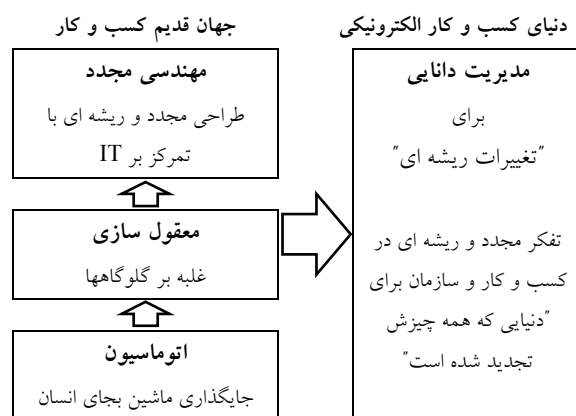 جهان قدیم کسب و کار
مهندسی مجدد
طراحی مجدد و ریشه ای با
تمرکز بر IT
معقول سازی
غلبه بر گلوگاهها
اتوماسیون
جایگذاری ماشین بجای انسان
دنیای کسب و کار الکترونیکی
مدیریت دانایی
برای
"تغییرات ریشه ای"
تفکر مجدد و ریشه ای در
کسب و کار و سازمان برای
"دنیایی که همه چیزش
تجدید شده است"